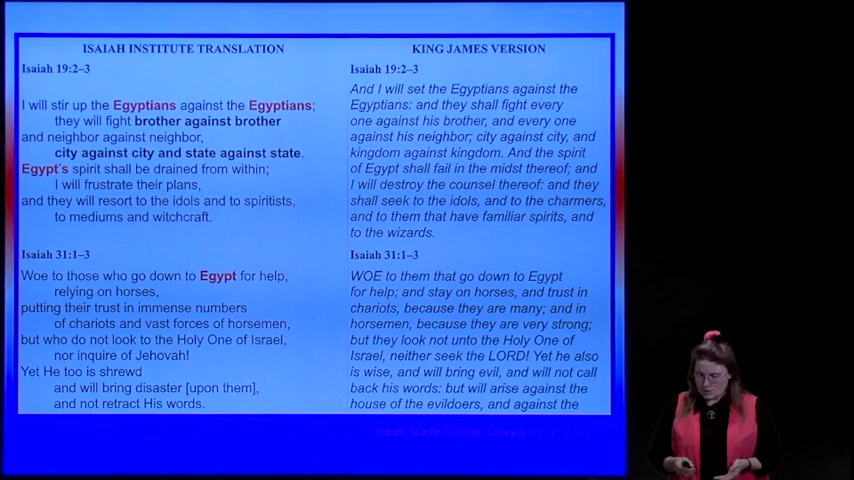 ISAIAH INSTITUTE TRANSLATION
Isaiah 19:2–3
I will stir up the Egyptians against the Egyptians;
they will fight brother against brother
and neighbor against neighbor,
city against city and state against state.
Egypt's spirit shall be drained from within;
I will frustrate their plans,
and they will resort to the idols and to spiritists,
to mediums and witchcraft.
Isaiah 31:1–3
Woe to those who go down to Egypt for help,
relying on horses,
putting their trust in immense numbers
of chariots and vast forces of horsemen,
but who do not look to the Holy One of Israel,
nor inquire of Jehovah!
Yet He too is shrewd
and will bring disaster [upon them],
and not retract His words.
KING JAMES VERSION
Isaiah 19:2–3
And I will set the Egyptians against the
Egyptians: and they shall fight every
one against his brother, and every one
against his neighbor; city against city, and
kingdom against kingdom. And the spirit
of Egypt shall fail in the midst thereof; and
I will destroy the counsel thereof: and they
shall seek to the idols, and to the charmers,
and to them that have familiar spirits, and
to the wizards.
Isaiah 31:1–3
WOE to them that go down to Egypt
for help; and stay on horses, and trust in
chariots, because they are many; and in
horsemen, because they are very strong;
but they look not unto the Holy One of
Israel, neither seek the LORD! Yet he also
is wise, and will bring evil, and will not call
back his words: but will arise against the
house of the evildoers, and against the
Isaiah Made Simple